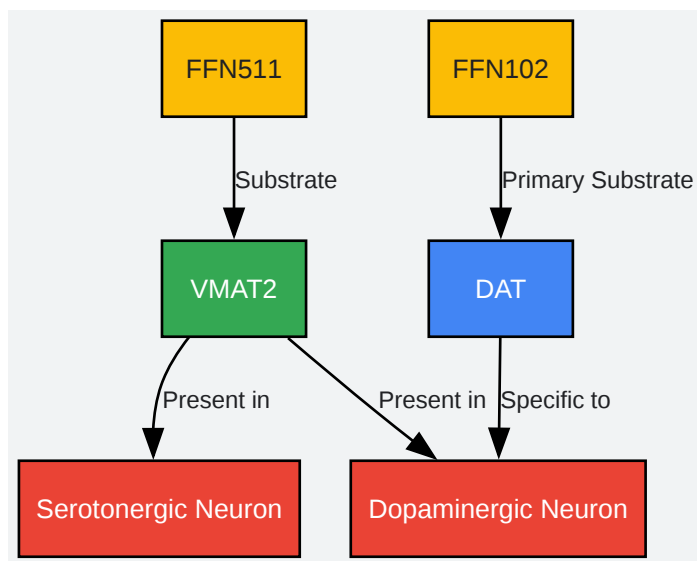 FFN511
FFN102
Substrate
Primary Substrate
VMAT2
DAT
Present in
Present in
Specific to
Serotonergic Neuron
Dopaminergic Neuron